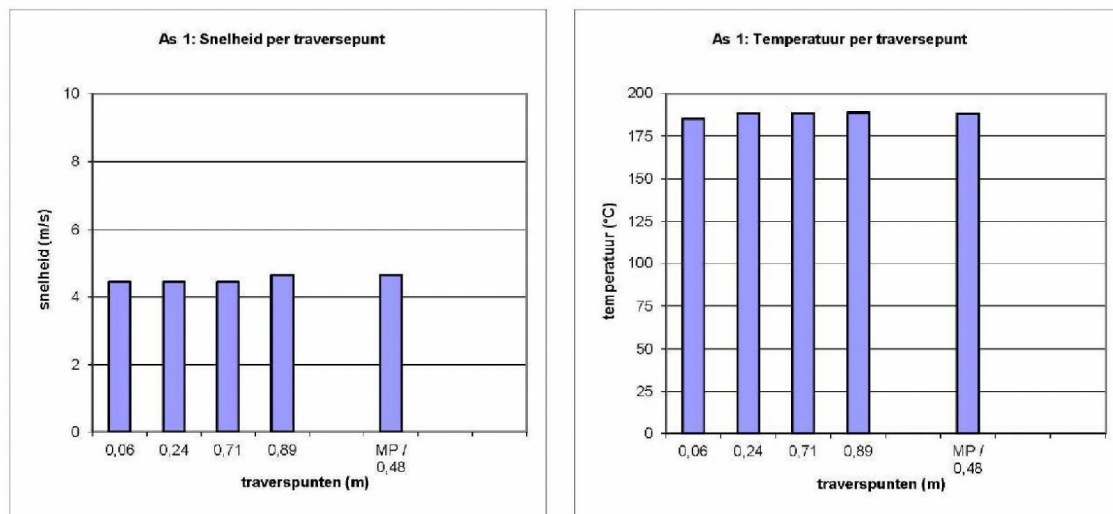 As 1: Snelheid per traversepunt
10
8
6
4
2
0
snelheid (m/s)
0,06 0,24 0,71 0,89 MP /
0,48
traverspunten (m)
As 1: Temperatuur per traversepunt
200
175
150
125
100
75
50
25
0
temperatuur (°C)
0,06 0,24 0,71 0,89 MP /
0,48
traverspunten (m)